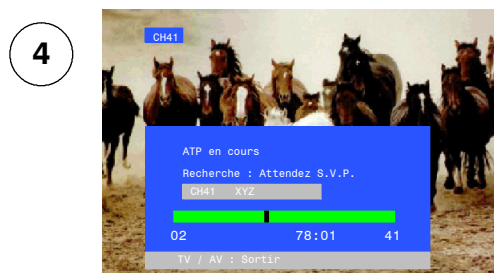 4
CH41
ATP en cours
Recherche : Attendez S.V.P.
CH41 XYZ
02 78:01 41
TV / AV : Sortir